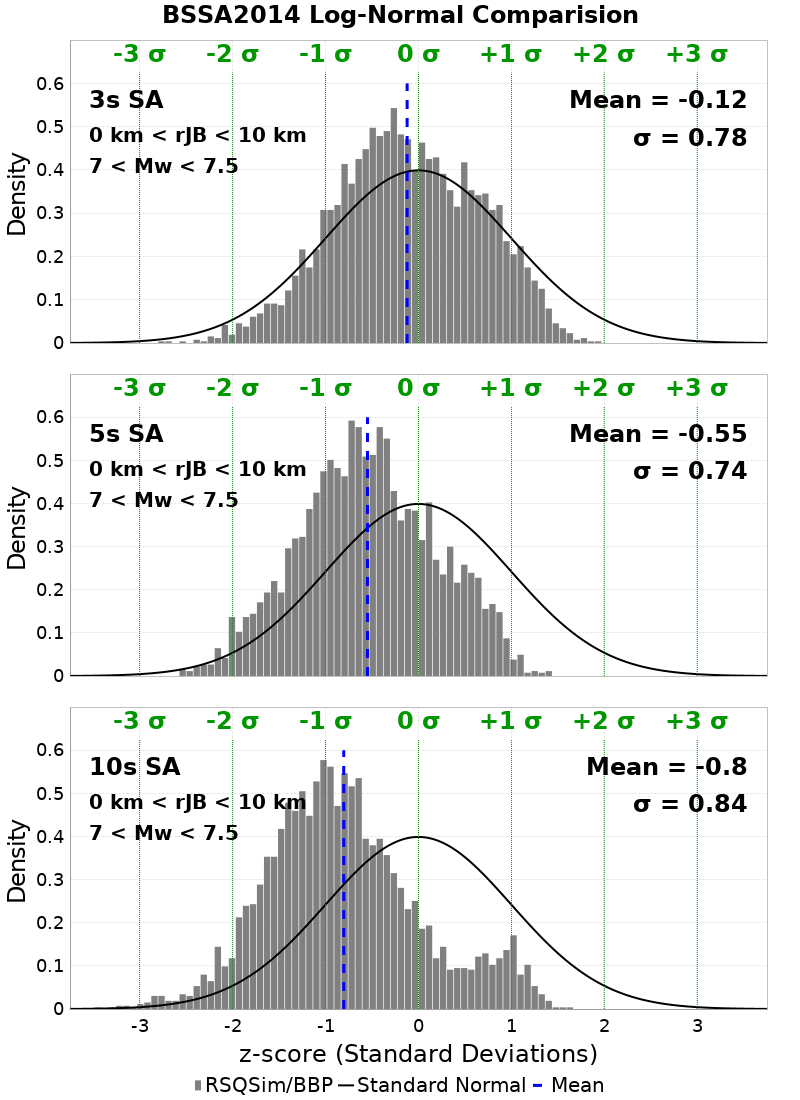 BSSA2014 Log-Normal Comparision
-3 σ -2 σ -1 σ 0 σ +1 σ +2 σ +3 σ
3s SA
0 km < rJB < 10 km
7 < Mw < 7.5
Mean = -0.12
σ = 0.78
0.6
0.5
0.4
0.3
0.2
0.1
0
Density
-3 σ -2 σ -1 σ 0 σ +1 σ +2 σ +3 σ
5s SA
0 km < rJB < 10 km
7 < Mw < 7.5
Mean = -0.55
σ = 0.74
0.6
0.5
0.4
0.3
0.2
0.1
0
Density
-3 σ -2 σ -1 σ 0 σ +1 σ +2 σ +3 σ
10s SA
0 km < rJB < 10 km
7 < Mw < 7.5
Mean = -0.8
σ = 0.84
0.6
0.5
0.4
0.3
0.2
0.1
0
Density
-3 -2 -1 0 1 2 3
z-score (Standard Deviations)
RSQSim/BBP Standard Normal Mean